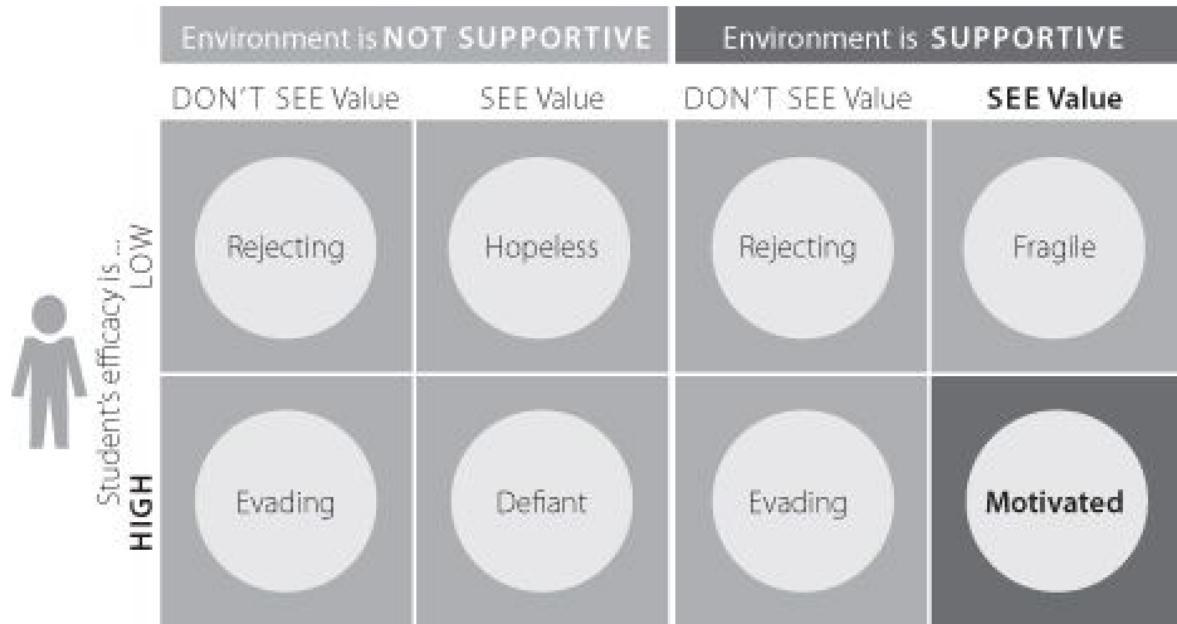 Environment is NOT SUPPORTIVE
Environment is SUPPORTIVE
DON'T SEE Value
SEE Value
DON'T SEE Value
SEE Value
Student's efficacy is ...
LOW
Rejecting
Hopeless
Rejecting
Fragile
HIGH
Evading
Defiant
Evading
Motivated